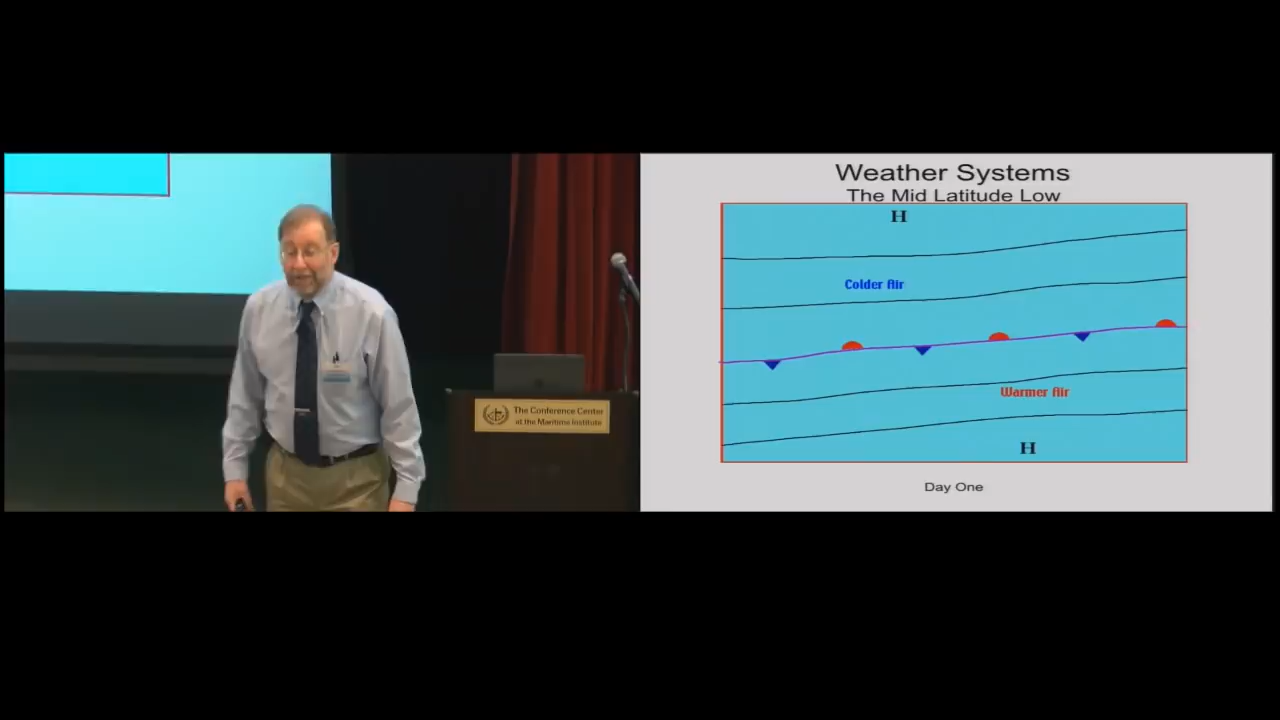 The Conference Center
at the Maritime Institute
Weather Systems
The Mid Latitude Low
H
Colder Air
Warmer Air
H
Day One